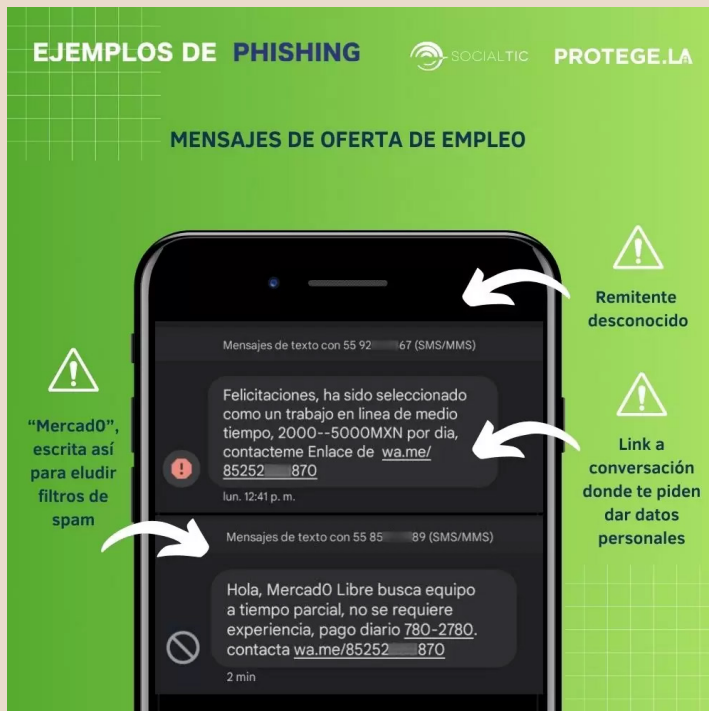 EJEMPLOS DE PHISHING
SOCIALTIC
PROTEGE.LA
MENSAJES DE OFERTA DE EMPLEO
Remitente
desconocido
Mensajes de texto con 55 92 67 (SMS/MMS)
Felicitaciones, ha sido seleccionado
como un trabajo en linea de medio
tiempo, 2000--5000MXN por dia,
contacteme Enlace de wa.me/
85252 870
lun. 12:41 p. m.
"Mercad0",
escrita así
para eludir
filtros de
spam
Link a
conversación
donde te piden
dar datos
personales
Mensajes de texto con 55 85 89 (SMS/MMS)
Hola, Mercad0 Libre busca equipo
a tiempo parcial, no se requiere
experiencia, pago diario 780-2780.
contacta wa.me/85252 870
2 min